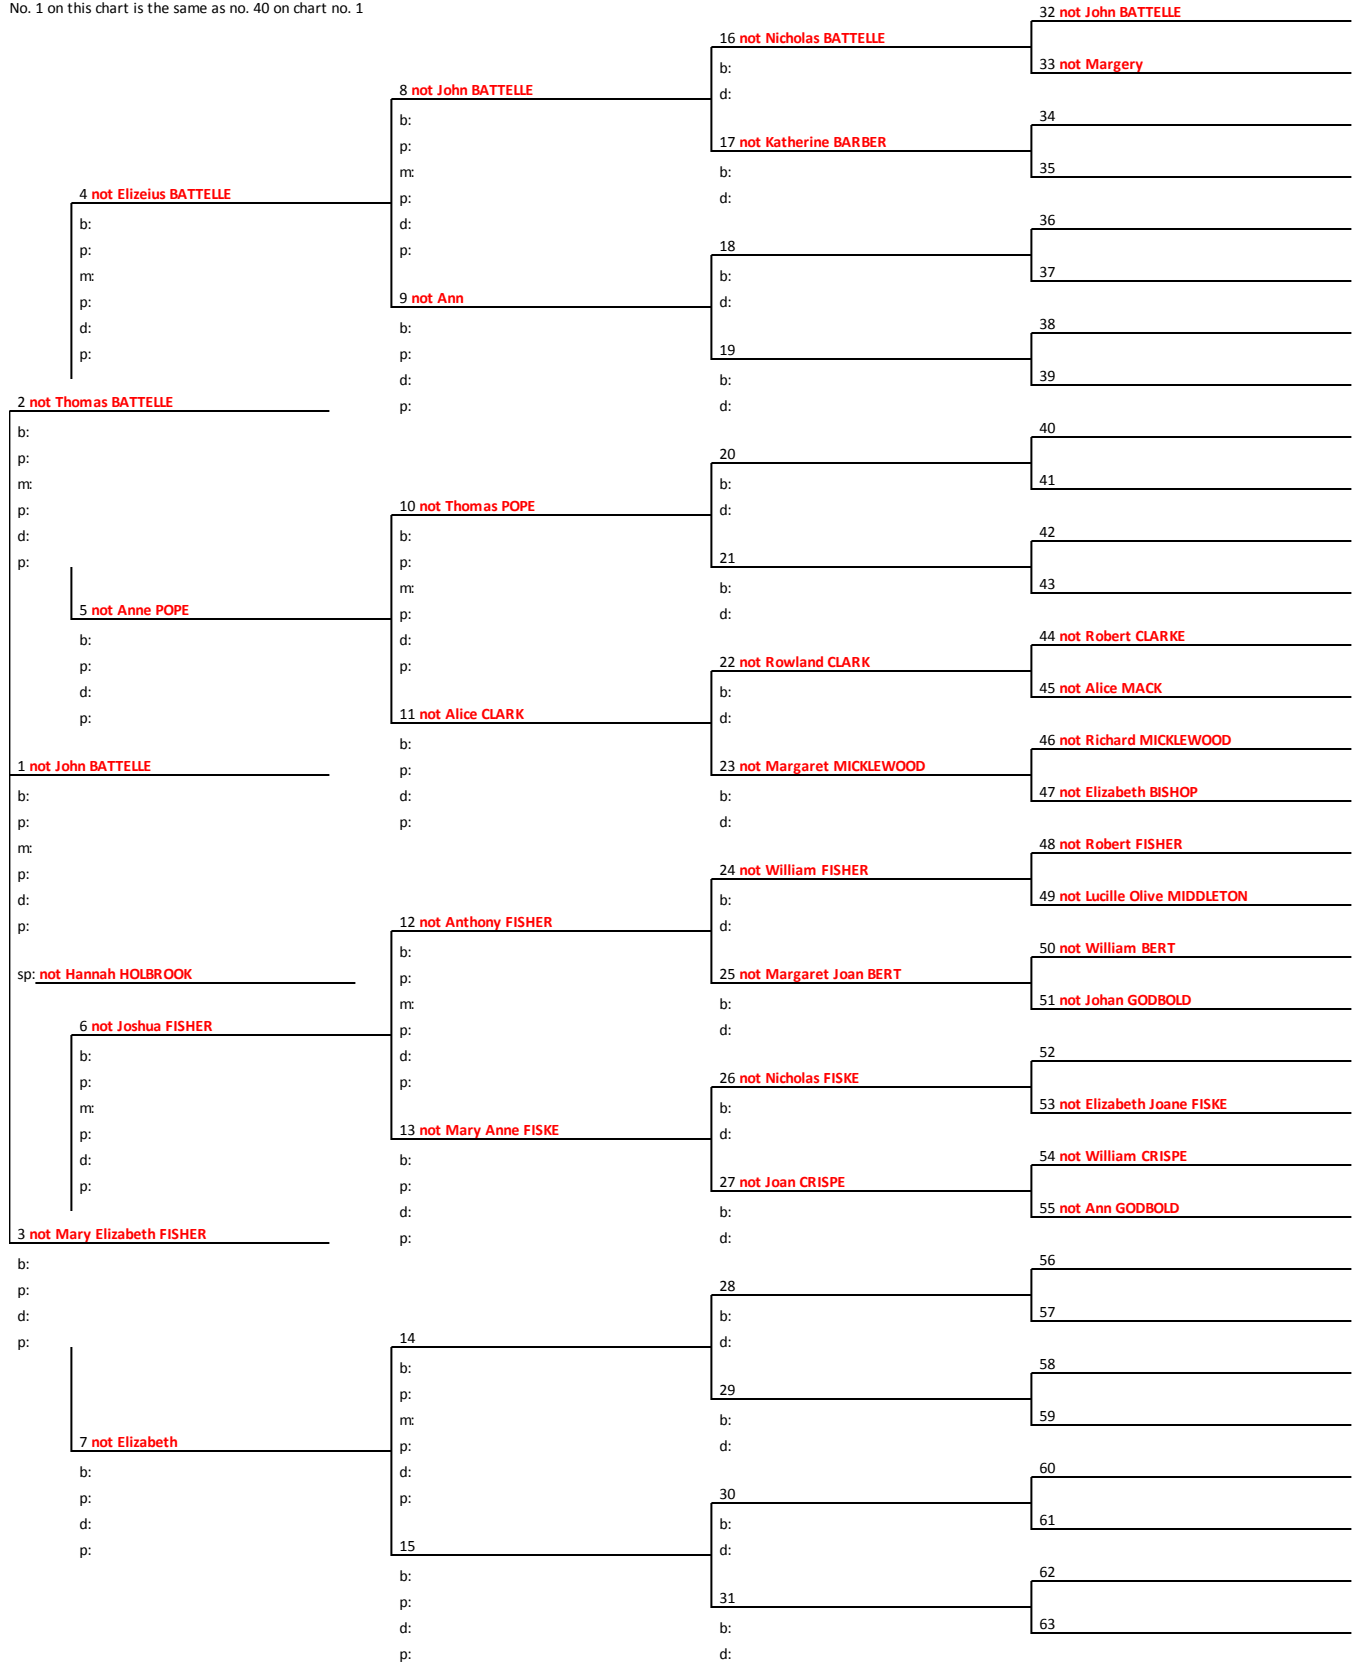 No. 1 on this chart is the same as no. 40 on chart no. 1
32 not John BATTELLE
16 not Nicholas BATTELLE
b:
33 not Margery
8 not John BATTELLE
d:
b:
34
p:
17 not Katherine BARBER
m:
b:
35
4 not Elizeius BATTELLE
p:
d:
b:
d:
36
p:
p:
18
m:
b:
37
p:
9 not Ann
d:
d:
b:
38
p:
p:
19
d:
b:
39
2 not Thomas BATTELLE
p:
d:
b:
40
p:
20
m:
b:
41
p:
10 not Thomas POPE
d:
d:
b:
42
p:
p:
21
m:
b:
43
5 not Anne POPE
p:
d:
b:
d:
44 not Robert CLARKE
p:
p:
22 not Rowland CLARK
d:
b:
45 not Alice MACK
p:
11 not Alice CLARK
d:
b:
46 not Richard MICKLEWOOD
1 not John BATTELLE
p:
23 not Margaret MICKLEWOOD
b:
d:
b:
47 not Elizabeth BISHOP
p:
p:
d:
m:
48 not Robert FISHER
p:
24 not William FISHER
d:
b:
49 not Lucille Olive MIDDLETON
p:
12 not Anthony FISHER
d:
b:
50 not William BERT
sp: not Hannah HOLBROOK
p:
25 not Margaret Joan BERT
m:
b:
51 not Johan GODBOLD
6 not Joshua FISHER
p:
d:
b:
d:
52
p:
p:
26 not Nicholas FISKE
m:
b:
53 not Elizabeth Joane FISKE
p:
13 not Mary Anne FISKE
d:
d:
b:
54 not William CRISPE
p:
p:
27 not Joan CRISPE
d:
b:
55 not Ann GODBOLD
3 not Mary Elizabeth FISHER
p:
d:
b:
56
p:
28
d:
b:
57
p:
14
d:
b:
58
p:
29
m:
b:
59
7 not Elizabeth
p:
d:
b:
d:
60
p:
p:
30
d:
b:
61
p:
15
d:
b:
62
p:
31
d:
b:
63
p:
d: